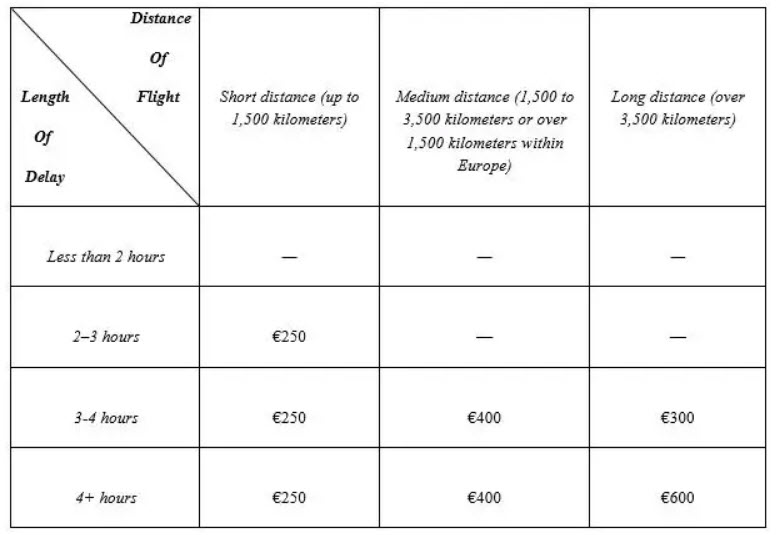 Distance
Of
Flight
Length
Of
Delay
Short distance (up to
1,500 kilometers)
Medium distance (1,500 to
3,500 kilometers or over
1,500 kilometers within
Europe)
Long distance (over
3,500 kilometers)
Less than 2 hours
—
—
—
2–3 hours
€250
—
—
3-4 hours
€250
€400
€300
4+ hours
€250
€400
€600